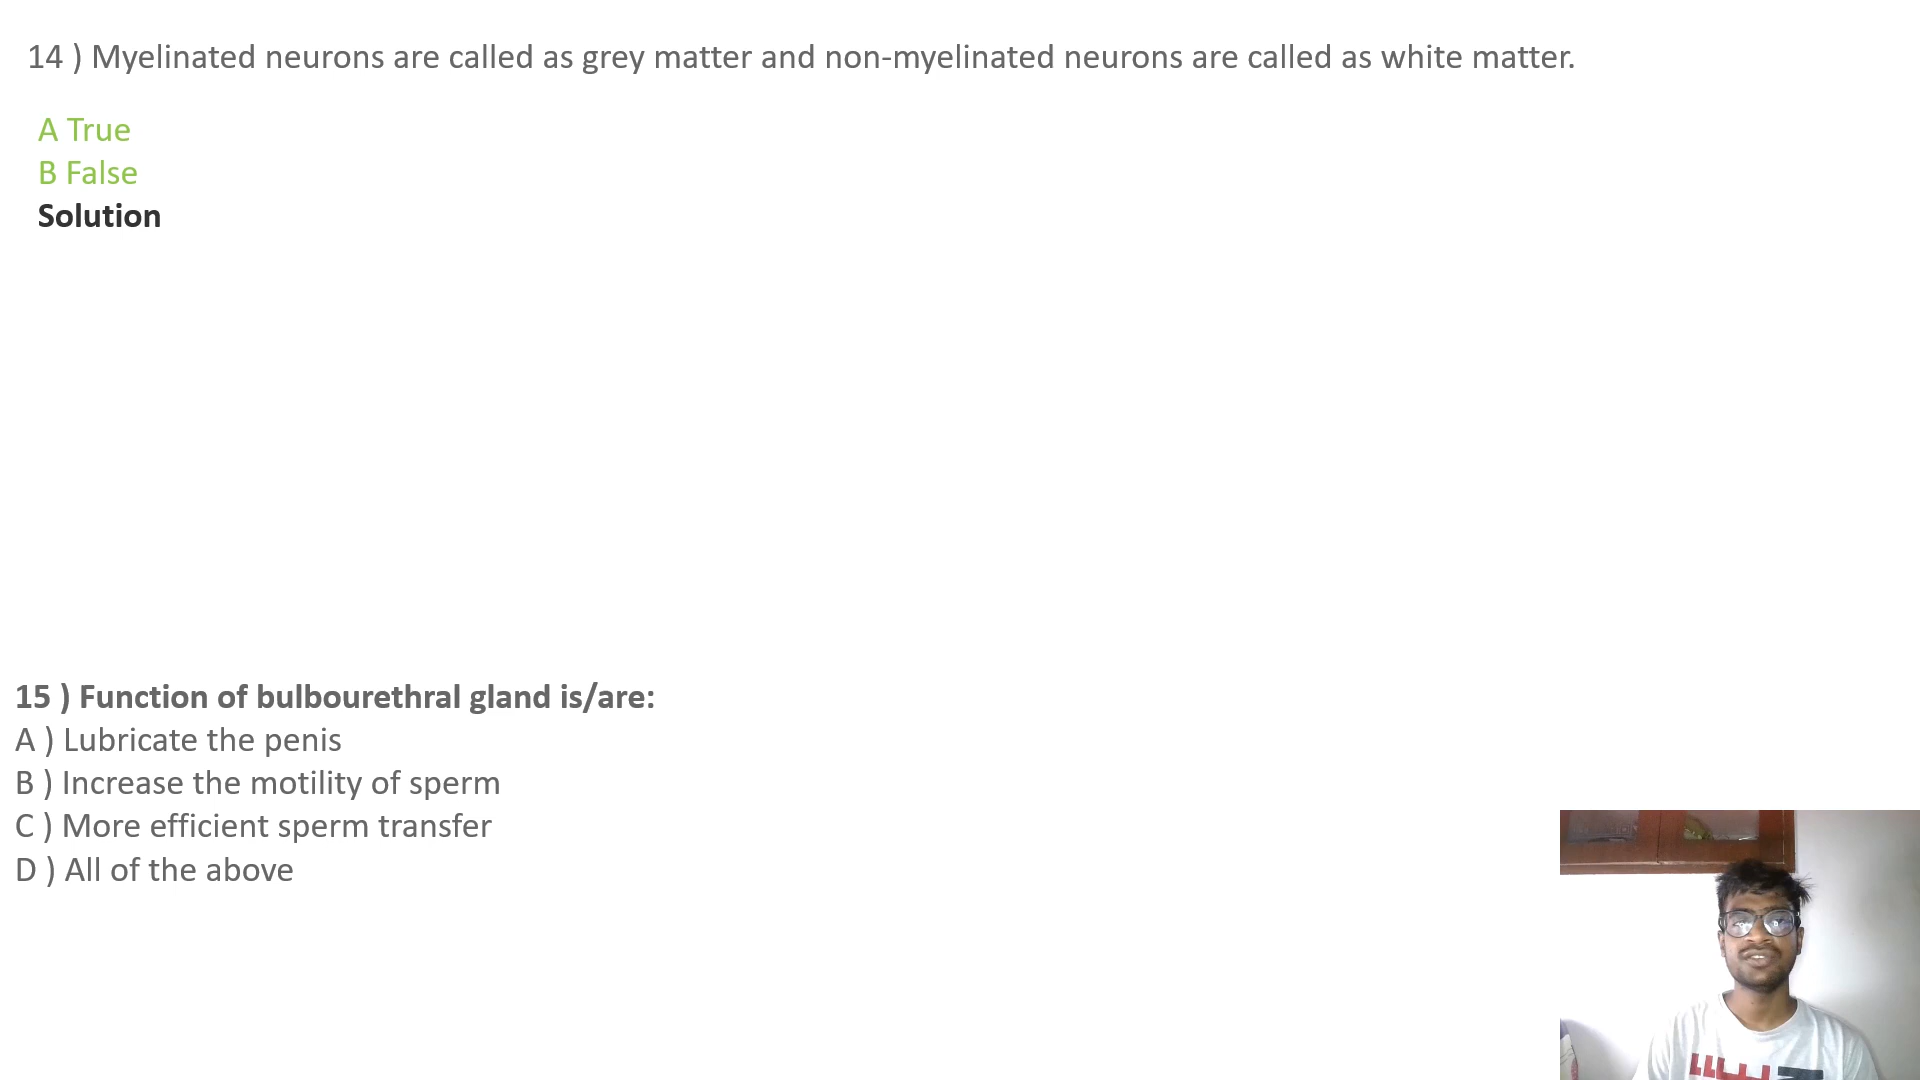 14 ) Myelinated neurons are called as grey matter and non-myelinated neurons are called as white matter.
A True
B False
Solution
15 ) Function of bulbourethral gland is/are:
A ) Lubricate the penis
B ) Increase the motility of sperm
C ) More efficient sperm transfer
D ) All of the above